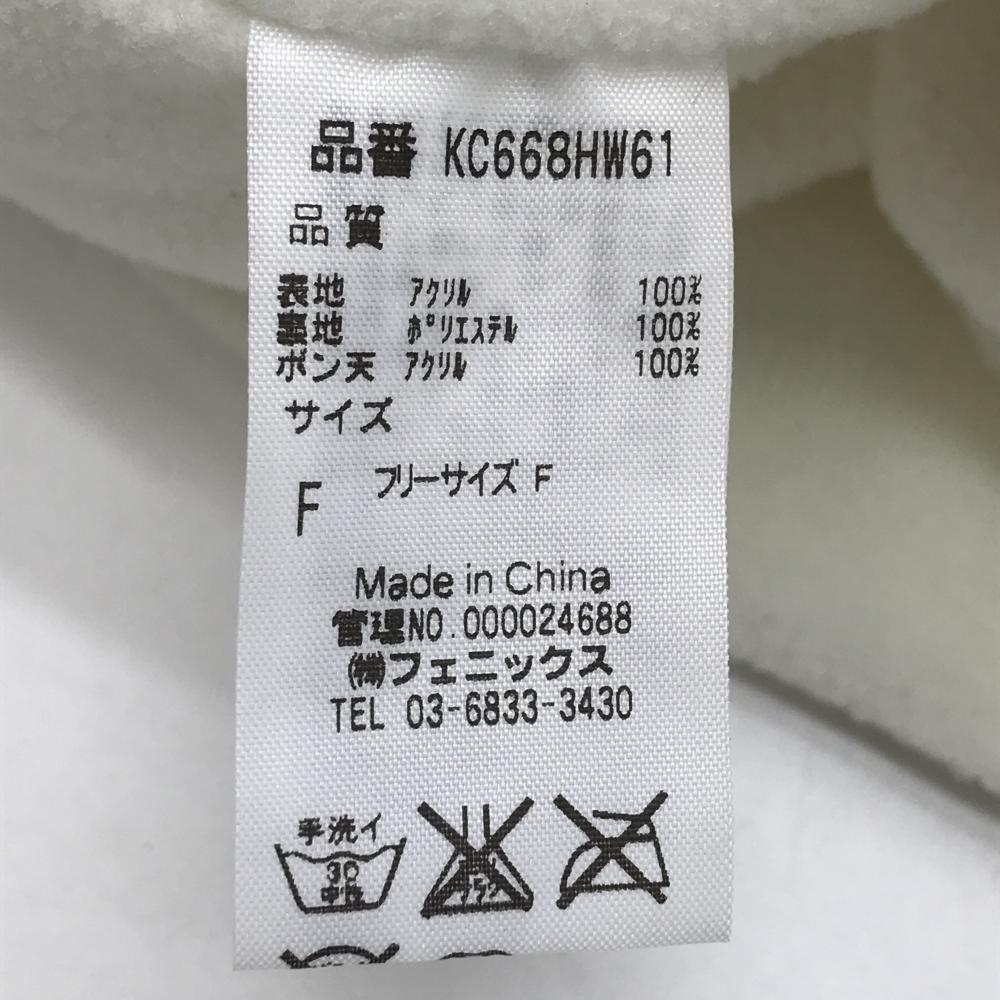 品番 KC668HW61
品質
表地 アクリル 100%
裏地 ポリエステル 100%
ボン天 アクリル 100%
サイズ
F フリーサイズ F
Made in China
管理NO.000024688
㈱フェニックス
TEL 03-6833-3430
手洗イ
30
中性